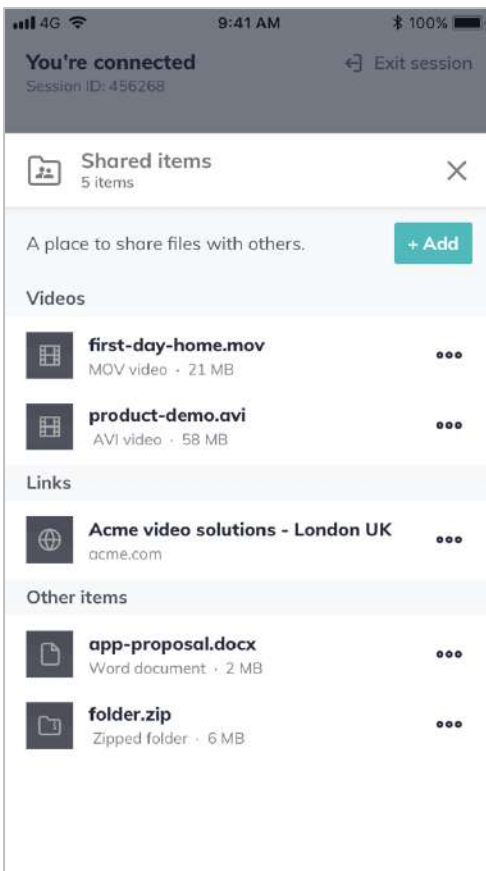 4G 9:41 AM 100%
You're connected Exit session
Session ID: 456268
Shared items
5 items
A place to share files with others. + Add
Videos
first-day-home.mov
MOV video · 21 MB
product-demo.avi
AVI video · 58 MB
Links
Acme video solutions - London UK
acme.com
Other items
app-proposal.docx
Word document · 2 MB
folder.zip
Zipped folder · 6 MB